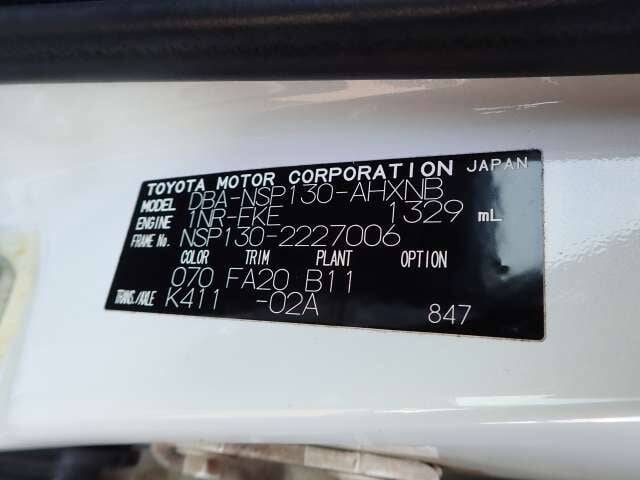 TOYOTA MOTOR CORPORATION JAPAN
MODEL DBA-NSP130-AHXNB
ENGINE 1NR-FKE 1329 mL
FRAME No. NSP130-2227006
COLOR TRIM PLANT OPTION
070 FA20 B11
TRANS./AXLE K411 -02A 847